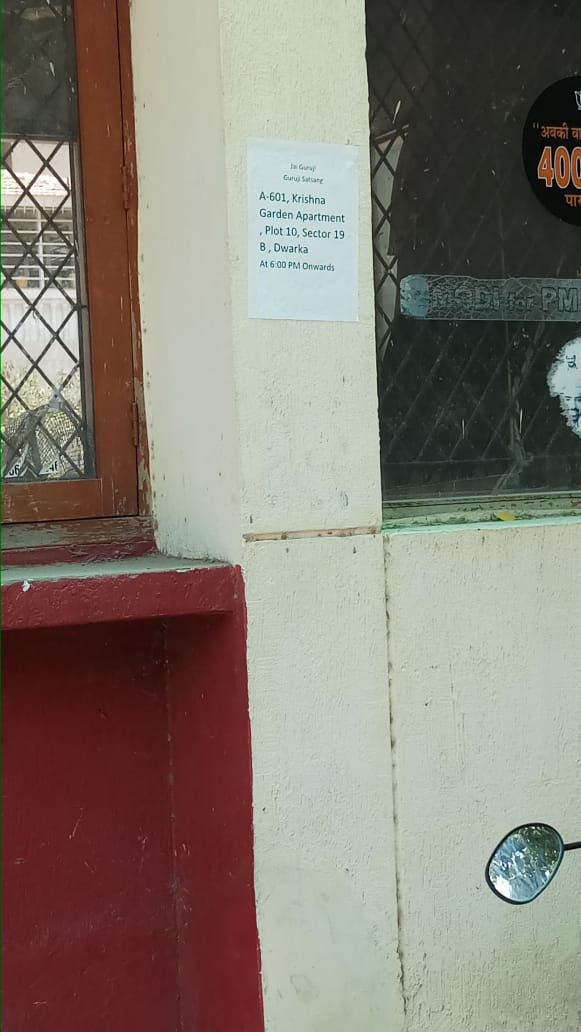 Jai Guruji
Guruji Satsang
A-601, Krishna
Garden Apartment
, Plot 10, Sector 19
B , Dwarka
At 6:00 PM Onwards
"अबकी
400
MODI for PM